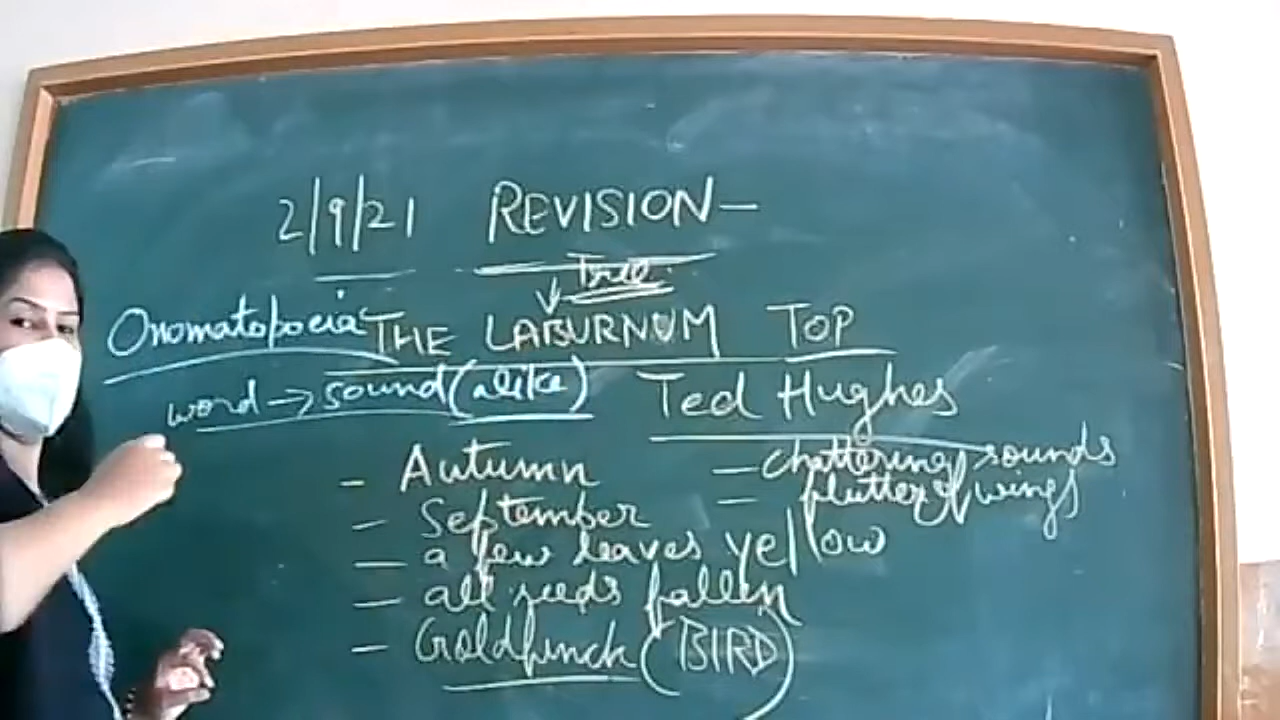 2/9/21 REVISION-
Tree
Onomatopoeia THE LABURNUM TOP
word → sound (alike) Ted Hughes
- Autumn - chattering sounds
- September - flutter of wings
- a few leaves yellow
- all seeds fallen
- Goldfinch (BIRD)